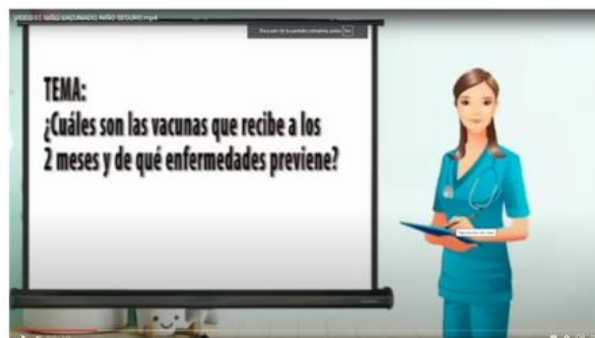 VIDEO 1: NIÑO VACUNADO NIÑO SEGURO.mp4
TEMA:
¿Cuáles son las vacunas que recibe a los
2 meses y de qué enfermedades previene?